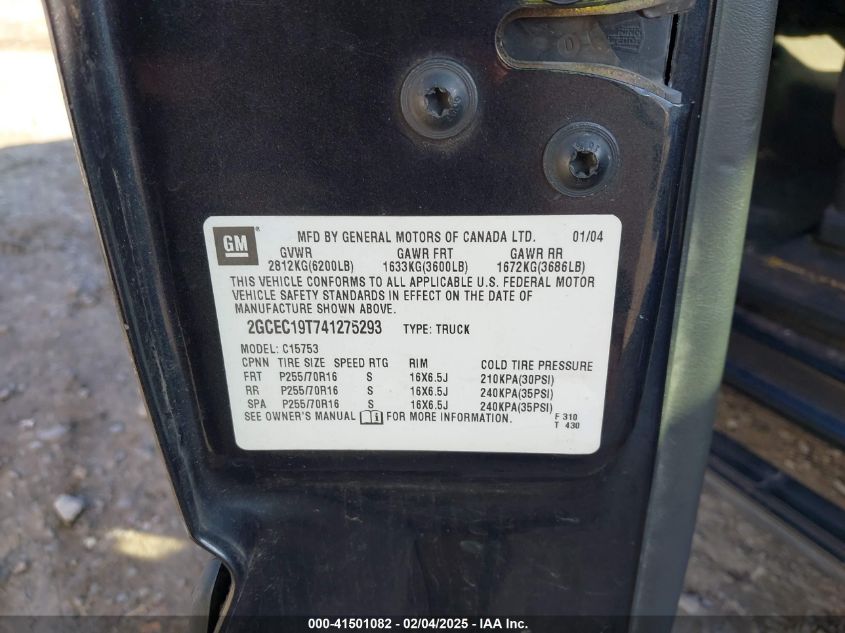 GM ® MFD BY GENERAL MOTORS OF CANADA LTD. 01/04
GVWR GAWR FRT GAWR RR
2812KG(6200LB) 1633KG(3600LB) 1672KG(3686LB)
THIS VEHICLE CONFORMS TO ALL APPLICABLE U.S. FEDERAL MOTOR
VEHICLE SAFETY STANDARDS IN EFFECT ON THE DATE OF
MANUFACTURE SHOWN ABOVE.
2GCEC19T741275293 TYPE: TRUCK
MODEL: C15753
CPNN TIRE SIZE SPEED RTG RIM COLD TIRE PRESSURE
FRT P255/70R16 S 16X6.5J 210KPA(30PSI)
RR P255/70R16 S 16X6.5J 240KPA(35PSI)
SPA P255/70R16 S 16X6.5J 240KPA(35PSI)
SEE OWNER'S MANUAL FOR MORE INFORMATION. F 310
T 430
000-41501082 - 02/04/2025 - IAA Inc.